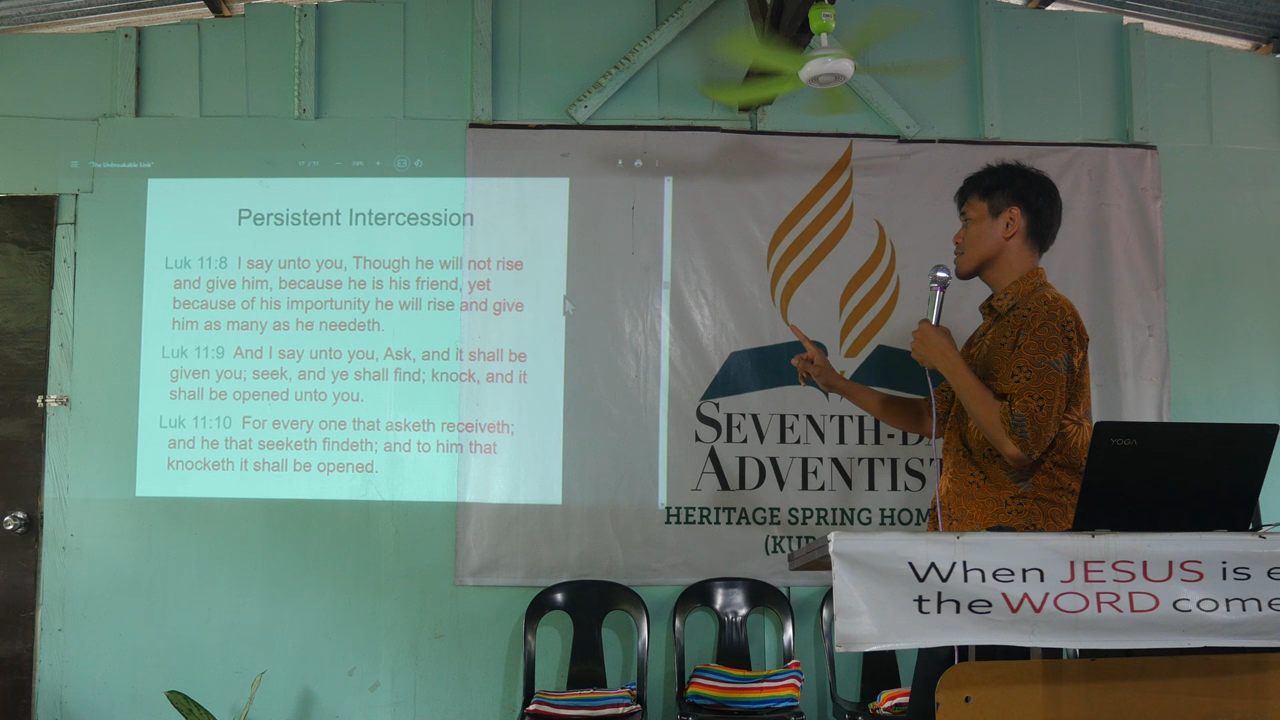 "The Unbreakable Link"
17 / 19
Persistent Intercession
Luk 11:8 I say unto you, Though he will not rise
and give him, because he is his friend, yet
because of his importunity he will rise and give
him as many as he needeth.
Luk 11:9 And I say unto you, Ask, and it shall be
given you; seek, and ye shall find; knock, and it
shall be opened unto you.
Luk 11:10 For every one that asketh receiveth;
and he that seeketh findeth; and to him that
knocketh it shall be opened.
SEVENTH-DA
ADVENTIST
HERITAGE SPRING HOM
YOGA
When JESUS is e
the WORD come